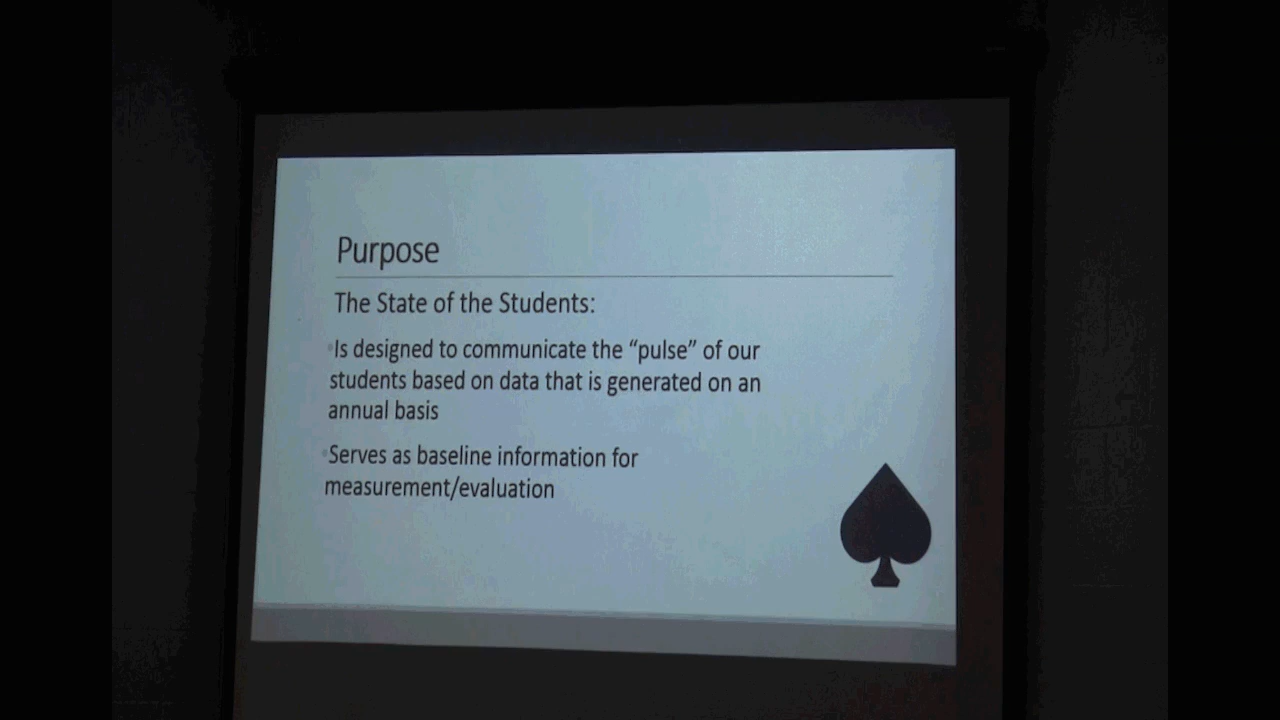 Purpose
The State of the Students:
Is designed to communicate the “pulse” of our
students based on data that is generated on an
annual basis
Serves as baseline information for
measurement/evaluation